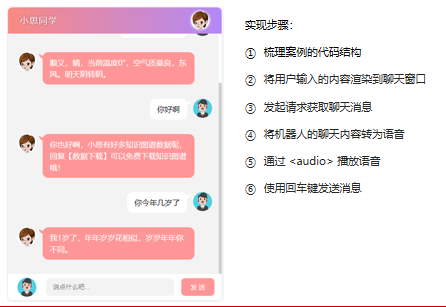 小思同学
顺义，晴，当前温度0°，空气质量良，东
风。明天阴转阴。
你好啊
你也好啊，小思有好多知识图谱数据呢，
回复【数据下载】可以免费下载知识图谱
哦！
你今年几岁了
我1岁了，年年岁岁花相似，岁岁年年你
不同。
说点什么吧...
发 送
实现步骤：
① 梳理案例的代码结构
② 将用户输入的内容渲染到聊天窗口
③ 发起请求获取聊天消息
④ 将机器人的聊天内容转为语音
⑤ 通过 <audio> 播放语音
⑥ 使用回车键发送消息